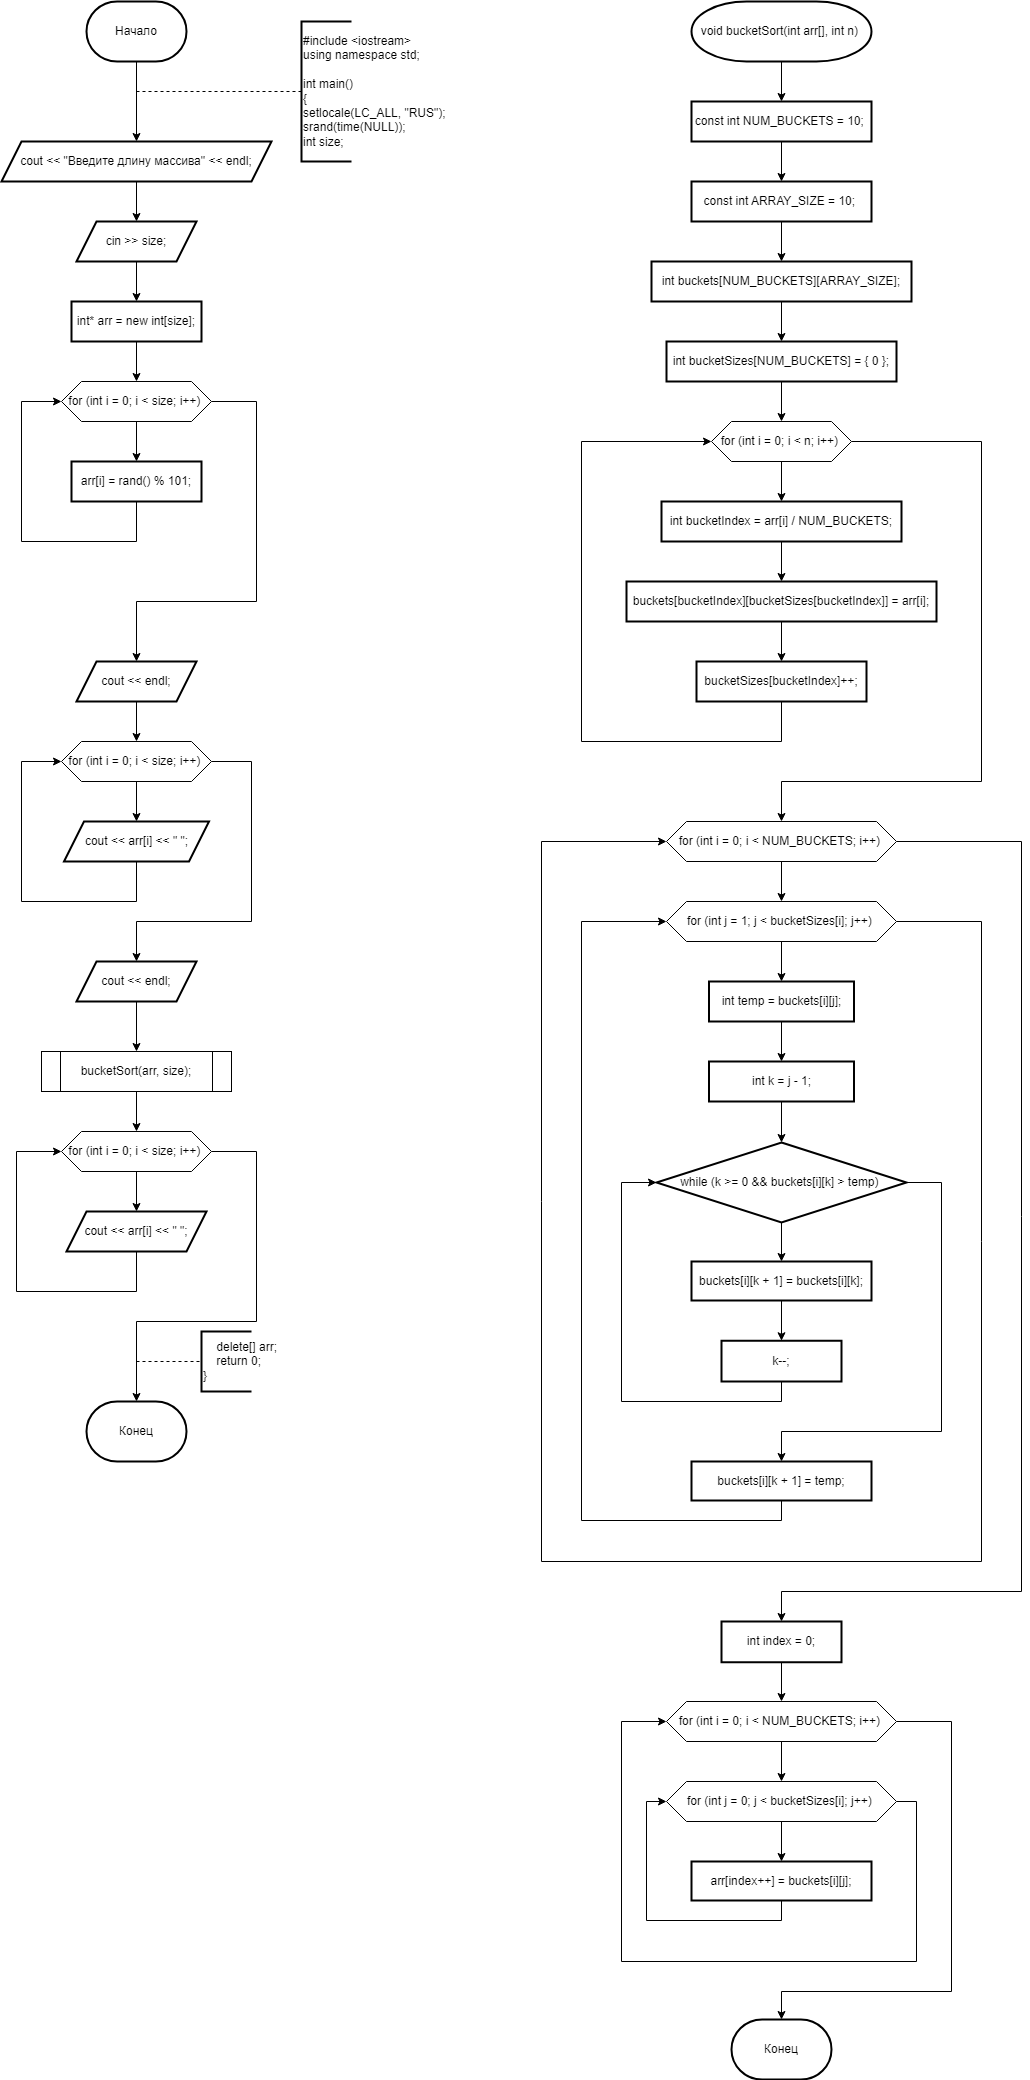 Начало
#include <iostream>
using namespace std;
int main()
{
setlocale(LC_ALL, "RUS");
srand(time(NULL));
int size;
cout << "Введите длину массива" << endl;
cin >> size;
int* arr = new int[size];
for (int i = 0; i < size; i++)
arr[i] = rand() % 101;
cout << endl;
for (int i = 0; i < size; i++)
cout << arr[i] << " ";
cout << endl;
bucketSort(arr, size);
for (int i = 0; i < size; i++)
cout << arr[i] << " ";
delete[] arr;
return 0;
}
Конец
void bucketSort(int arr[], int n)
const int NUM_BUCKETS = 10;
const int ARRAY_SIZE = 10;
int buckets[NUM_BUCKETS][ARRAY_SIZE];
int bucketSizes[NUM_BUCKETS] = { 0 };
for (int i = 0; i < n; i++)
int bucketIndex = arr[i] / NUM_BUCKETS;
buckets[bucketIndex][bucketSizes[bucketIndex]] = arr[i];
bucketSizes[bucketIndex]++;
for (int i = 0; i < NUM_BUCKETS; i++)
for (int j = 1; j < bucketSizes[i]; j++)
int temp = buckets[i][j];
int k = j - 1;
while (k >= 0 && buckets[i][k] > temp)
buckets[i][k + 1] = buckets[i][k];
k--;
buckets[i][k + 1] = temp;
int index = 0;
for (int i = 0; i < NUM_BUCKETS; i++)
for (int j = 0; j < bucketSizes[i]; j++)
arr[index++] = buckets[i][j];
Конец